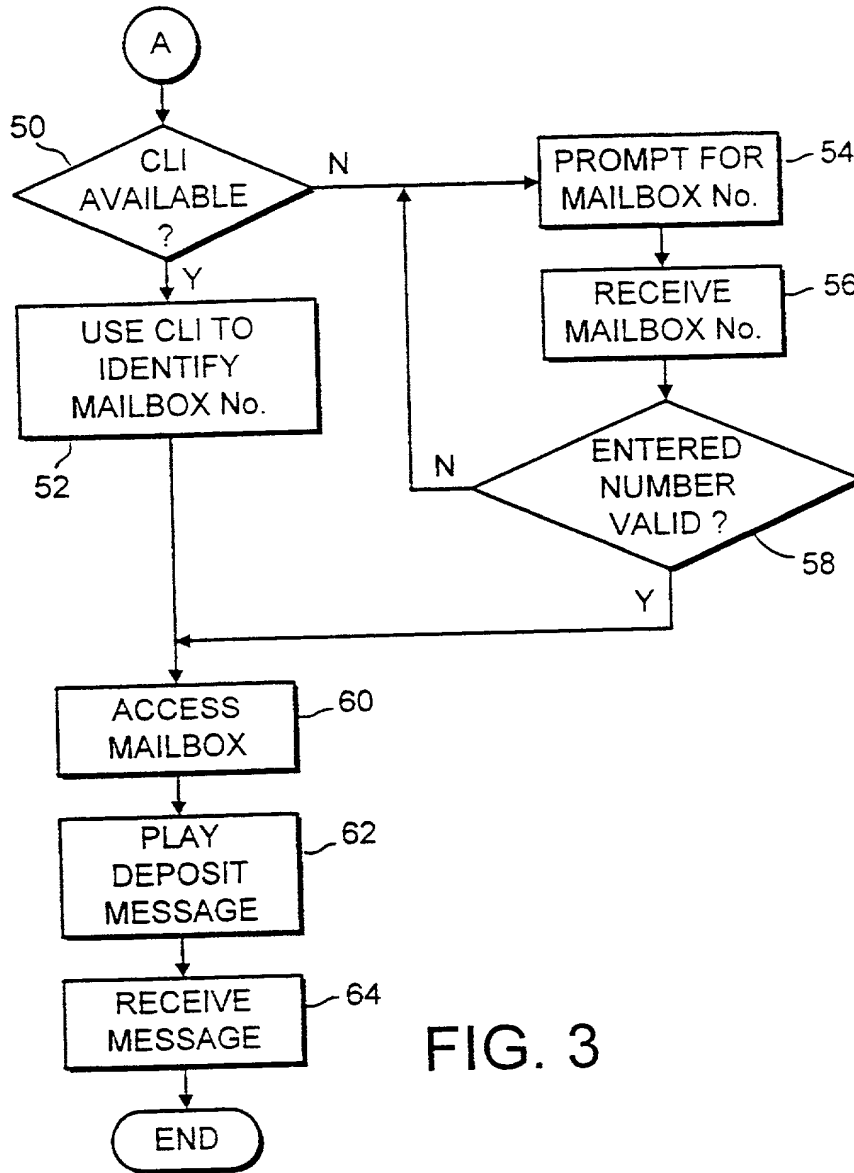 A
50
CLI
AVAILABLE
?
N
Y
USE CLI TO
IDENTIFY
MAILBOX No.
52
PROMPT FOR
MAILBOX No.
54
RECEIVE
MAILBOX No.
56
ENTERED
NUMBER
VALID ?
N
58
Y
ACCESS
MAILBOX
60
PLAY
DEPOSIT
MESSAGE
62
RECEIVE
MESSAGE
64
END
FIG. 3